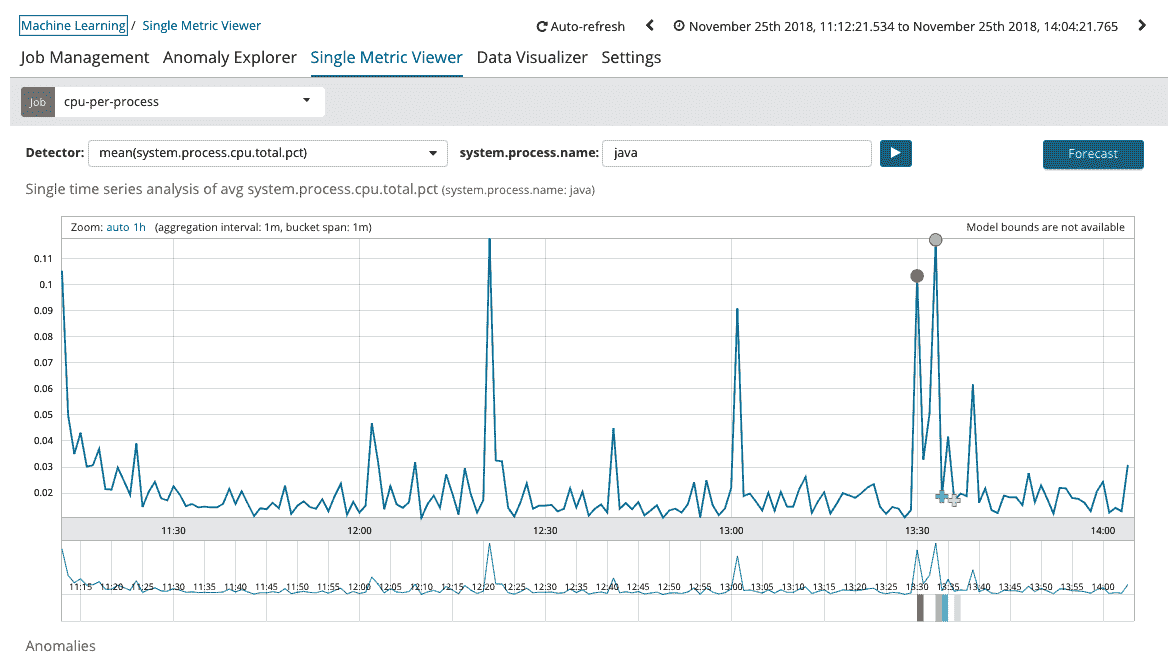 Machine Learning / Single Metric Viewer Auto-refresh November 25th 2018, 11:12:21.534 to November 25th 2018, 14:04:21.765
Job Management Anomaly Explorer Single Metric Viewer Data Visualizer Settings
Job cpu-per-process
Detector: mean(system.process.cpu.total.pct) system.process.name: java Forecast
Single time series analysis of avg system.process.cpu.total.pct (system.process.name: java)
Zoom: auto 1h (aggregation interval: 1m, bucket span: 1m) Model bounds are not available
0.11
0.1
0.09
0.08
0.07
0.06
0.05
0.04
0.03
0.02
11:30 12:00 12:30 13:00 13:30 14:00
11:15 11:20 11:25 11:30 11:35 11:40 11:45 11:50 11:55 12:00 12:05 12:10 12:15 12:20 12:25 12:30 12:35 12:40 12:45 12:50 12:55 13:00 13:05 13:10 13:15 13:20 13:25 13:30 13:35 13:40 13:45 13:50 13:55 14:00
Anomalies